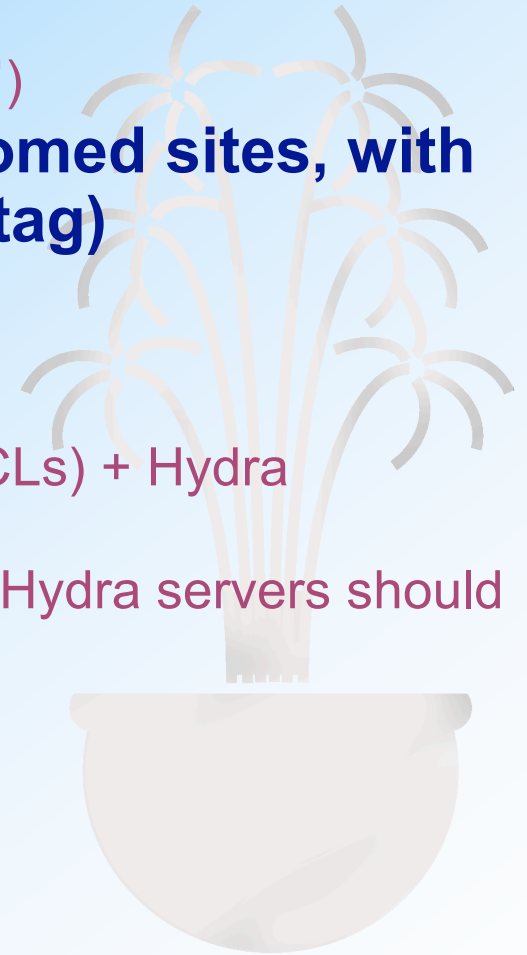 )
omed sites, with
tag)
CLs) + Hydra
Hydra servers should